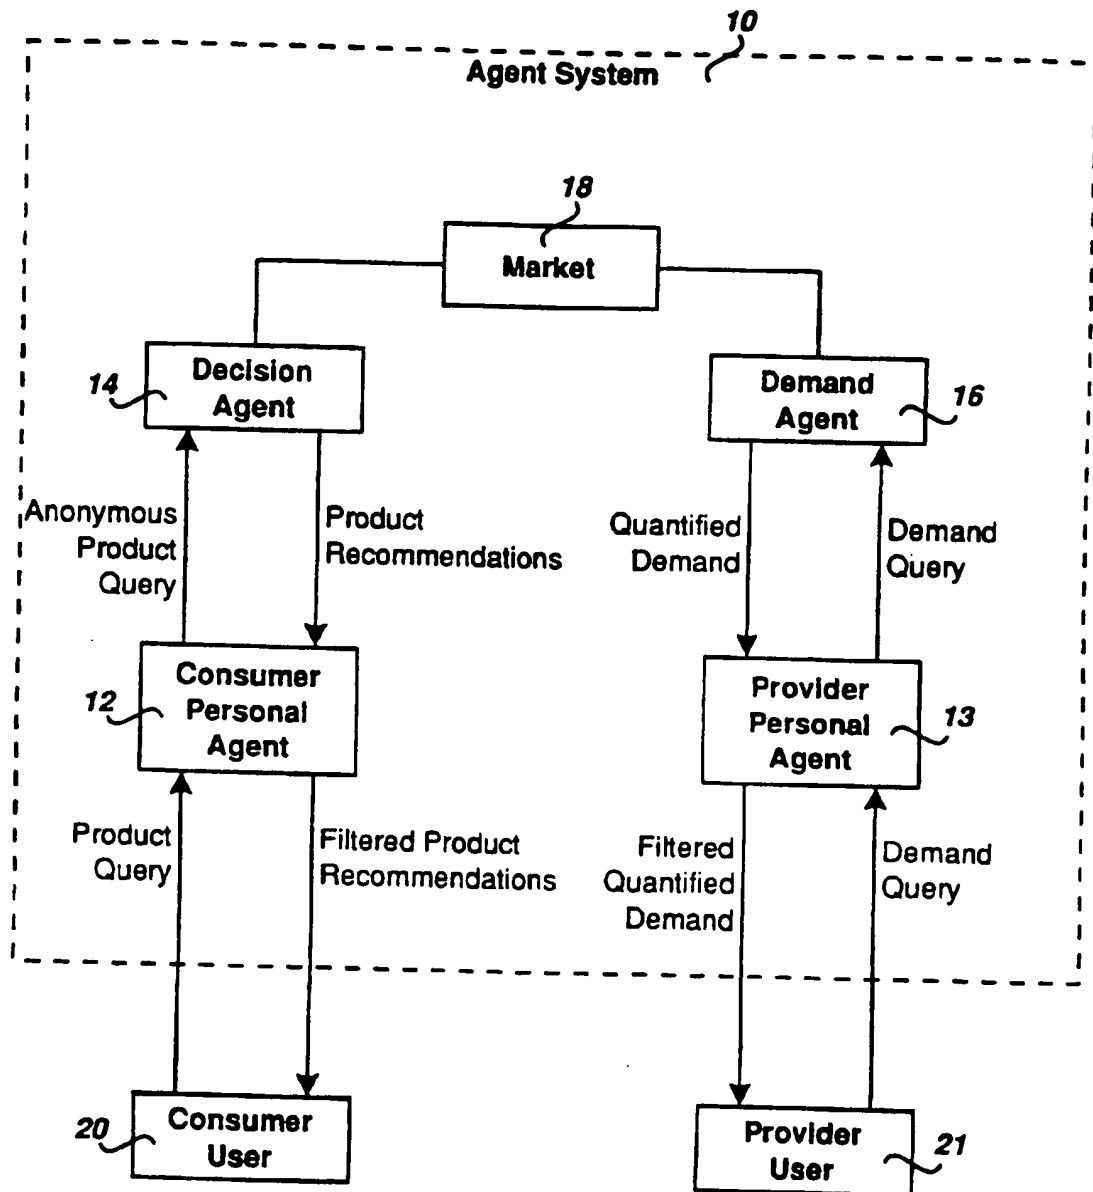 10
Agent System
18
Market
14
Decision
Agent
Demand
Agent
16
Anonymous
Product
Query
Product
Recommendations
Quantified
Demand
Demand
Query
12
Consumer
Personal
Agent
Provider
Personal
Agent
13
Product
Query
Filtered Product
Recommendations
Filtered
Quantified
Demand
Demand
Query
20
Consumer
User
Provider
User
21